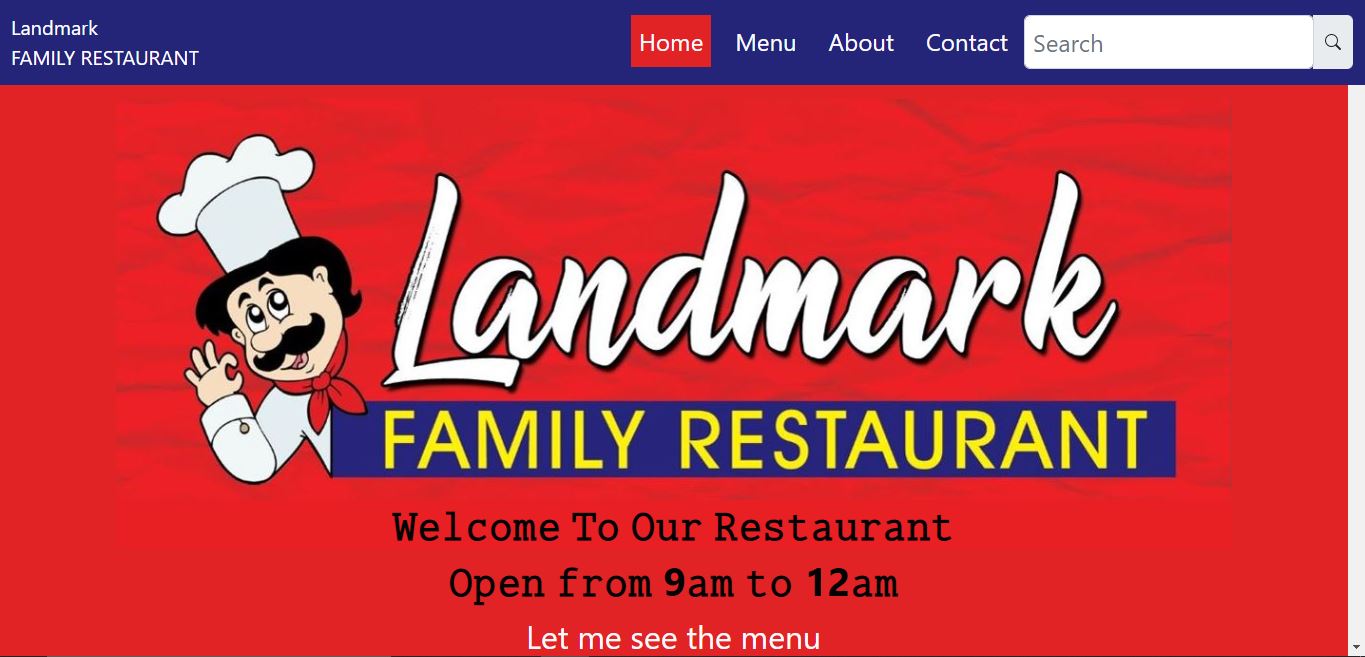 Landmark
FAMILY RESTAURANT
Home Menu About Contact Search
Landmark
FAMILY RESTAURANT
Welcome To Our Restaurant
Open from 9am to 12am
Let me see the menu